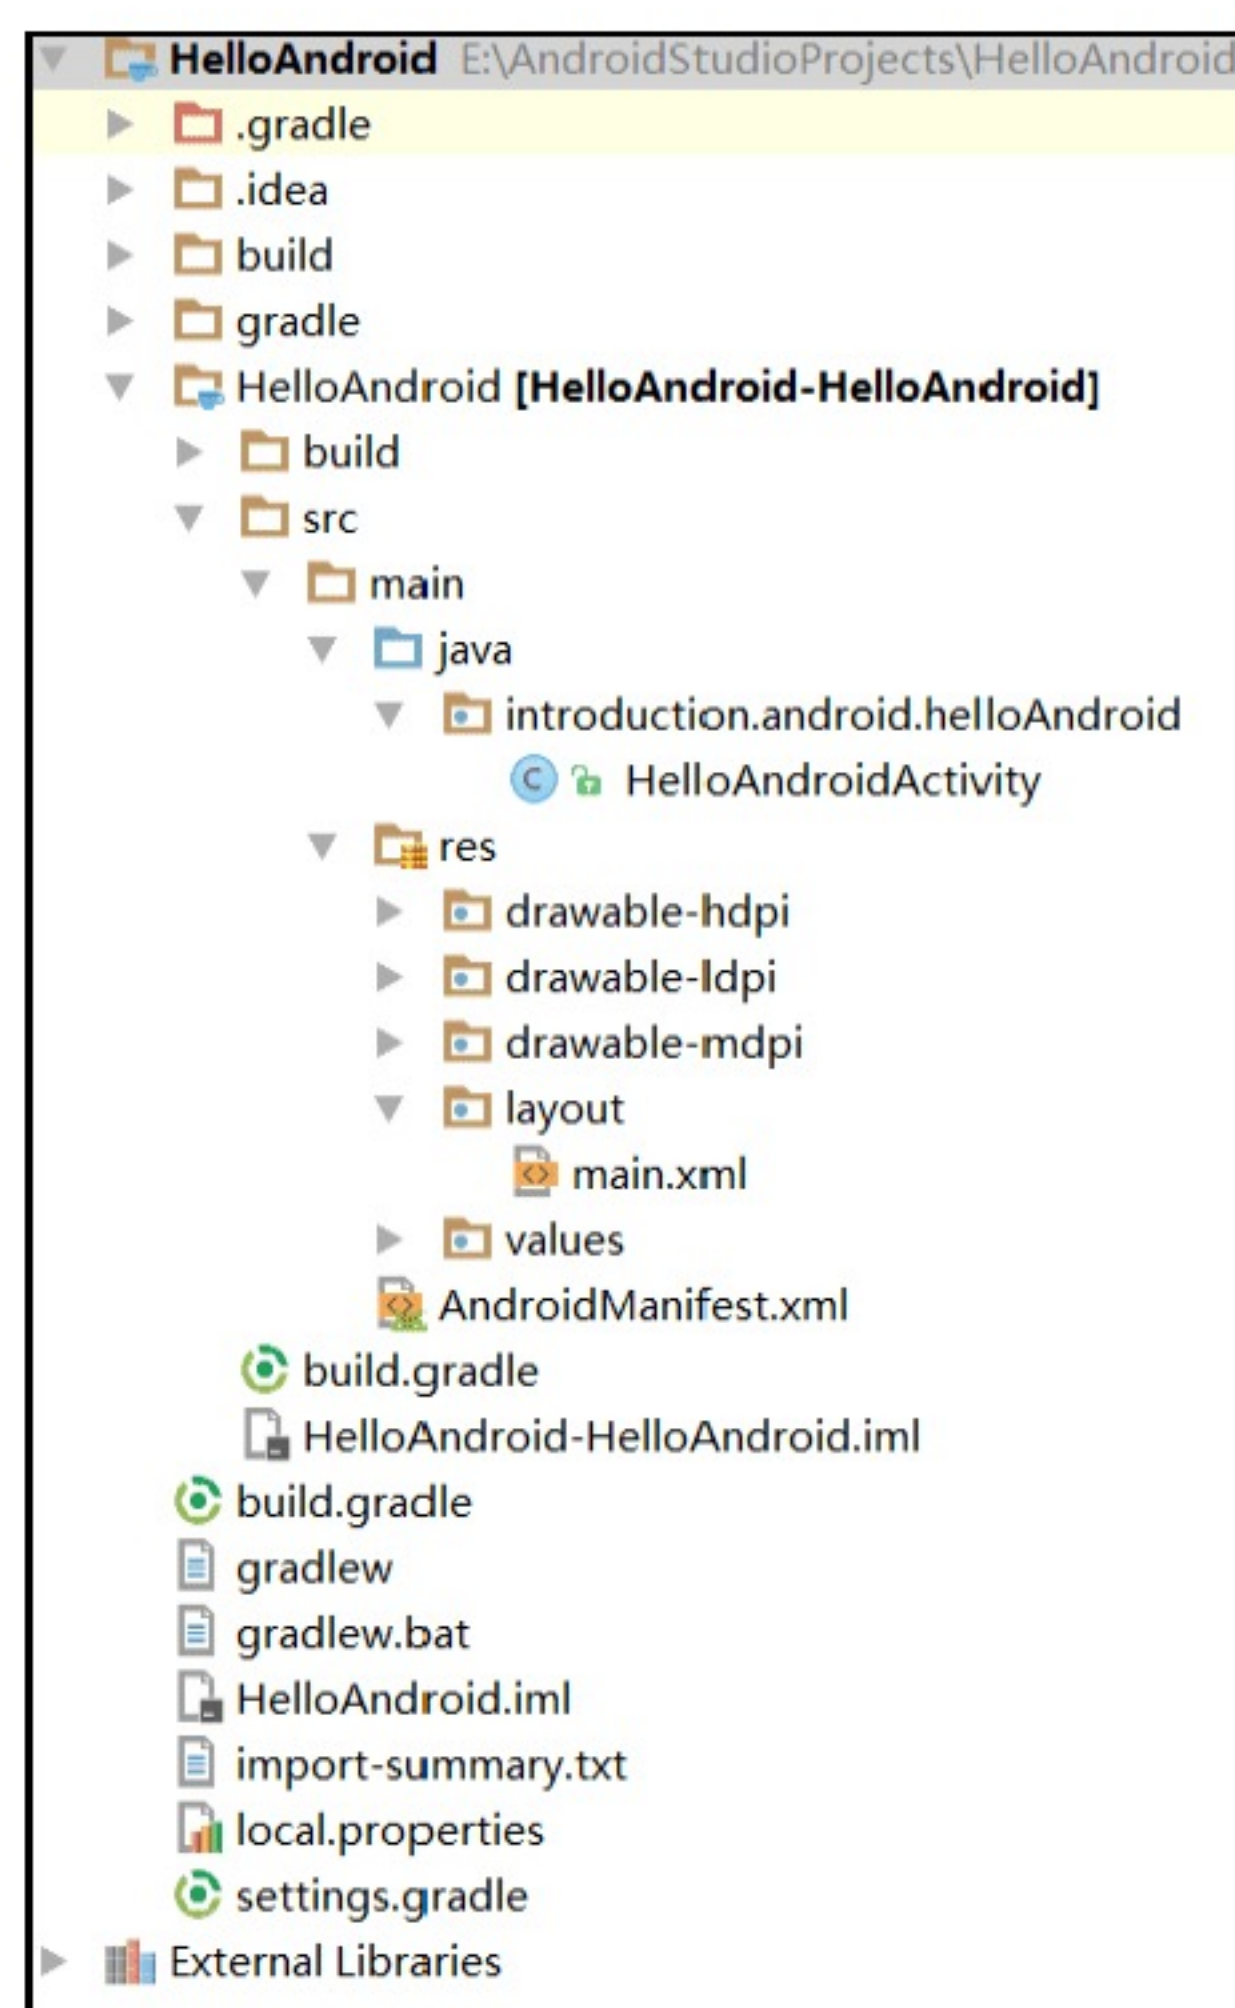 HelloAndroid E:\AndroidStudioProjects\HelloAndroid
.gradle
.idea
build
gradle
HelloAndroid [HelloAndroid-HelloAndroid]
build
src
main
java
introduction.android.helloAndroid
C HelloAndroidActivity
res
drawable-hdpi
drawable-ldpi
drawable-mdpi
layout
<> main.xml
values
<> AndroidManifest.xml
build.gradle
HelloAndroid-HelloAndroid.iml
build.gradle
gradlew
gradlew.bat
HelloAndroid.iml
import-summary.txt
local.properties
settings.gradle
External Libraries